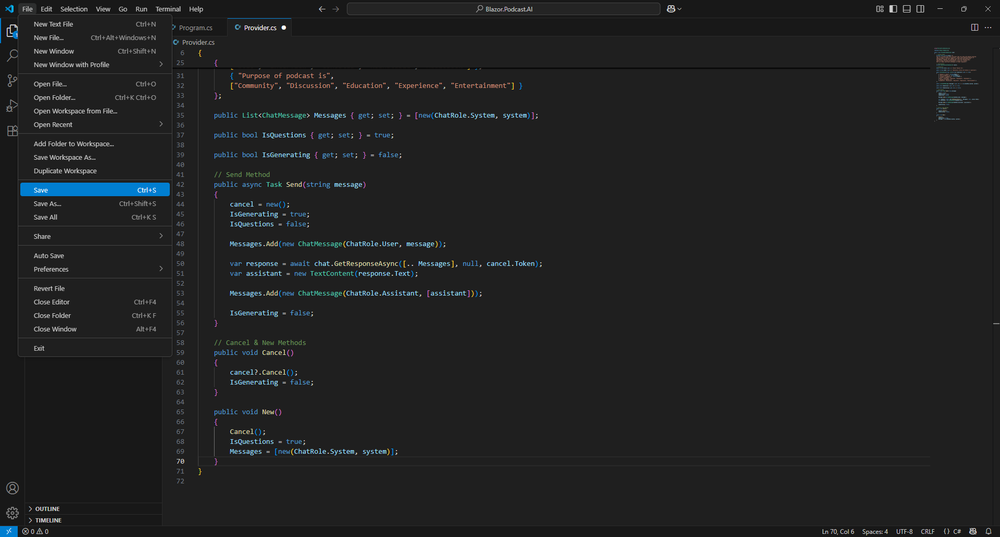 File Edit Selection View Go Run Terminal Help
Blazor.Podcast.AI
New Text File Ctrl+N
New File... Ctrl+Alt+Windows+N
New Window Ctrl+Shift+N
New Window with Profile
Open File... Ctrl+O
Open Folder... Ctrl+K Ctrl+O
Open Workspace from File...
Open Recent
Add Folder to Workspace...
Save Workspace As...
Duplicate Workspace
Save Ctrl+S
Save As... Ctrl+Shift+S
Save All Ctrl+K S
Share
Auto Save
Preferences
Revert File
Close Editor Ctrl+F4
Close Folder Ctrl+K F
Close Window Alt+F4
Exit
1
OUTLINE
TIMELINE
Program.cs Provider.cs
Provider.cs
6 {
25 {
31 { "Purpose of podcast is",
32 ["Community", "Discussion", "Education", "Experience", "Entertainment"] }
33 };
34
35 public List<ChatMessage> Messages { get; set; } = [new(ChatRole.System, system)];
36
37 public bool IsQuestions { get; set; } = true;
38
39 public bool IsGenerating { get; set; } = false;
40
41 // Send Method
42 public async Task Send(string message)
43 {
44 cancel = new();
45 IsGenerating = true;
46 IsQuestions = false;
47
48 Messages.Add(new ChatMessage(ChatRole.User, message));
49
50 var response = await chat.GetResponseAsync([.. Messages], null, cancel.Token);
51 var assistant = new TextContent(response.Text);
52
53 Messages.Add(new ChatMessage(ChatRole.Assistant, [assistant]));
54
55 IsGenerating = false;
56 }
57
58 // Cancel & New Methods
59 public void Cancel()
60 {
61 cancel?.Cancel();
62 IsGenerating = false;
63 }
64
65 public void New()
66 {
67 Cancel();
68 IsQuestions = true;
69 Messages = [new(ChatRole.System, system)];
70 }
71 }
72
0 0
Ln 70, Col 6 Spaces: 4 UTF-8 CRLF {} C#